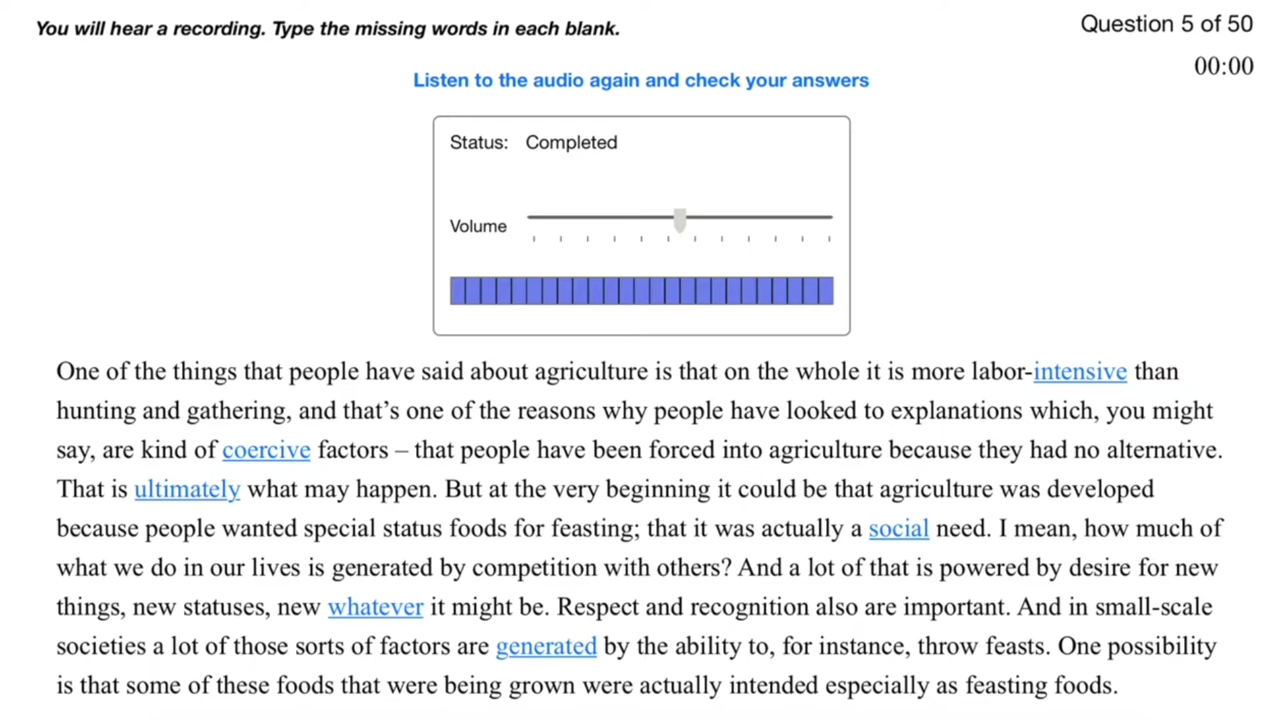 You will hear a recording. Type the missing words in each blank.
Question 5 of 50
00:00
Listen to the audio again and check your answers
Status: Completed
Volume
One of the things that people have said about agriculture is that on the whole it is more labor-intensive than
hunting and gathering, and that’s one of the reasons why people have looked to explanations which, you might
say, are kind of coercive factors – that people have been forced into agriculture because they had no alternative.
That is ultimately what may happen. But at the very beginning it could be that agriculture was developed
because people wanted special status foods for feasting; that it was actually a social need. I mean, how much of
what we do in our lives is generated by competition with others? And a lot of that is powered by desire for new
things, new statuses, new whatever it might be. Respect and recognition also are important. And in small-scale
societies a lot of those sorts of factors are generated by the ability to, for instance, throw feasts. One possibility
is that some of these foods that were being grown were actually intended especially as feasting foods.